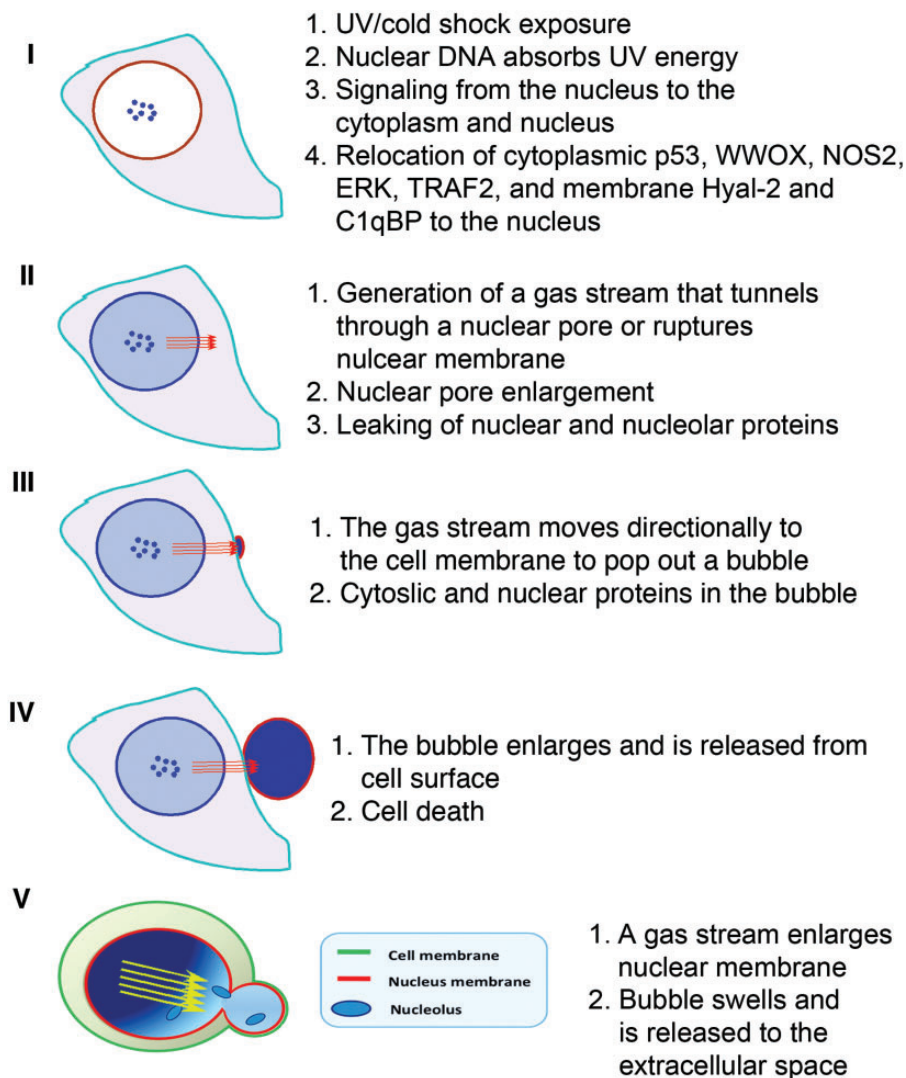 I
1. UV/cold shock exposure
2. Nuclear DNA absorbs UV energy
3. Signaling from the nucleus to the
cytoplasm and nucleus
4. Relocation of cytoplasmic p53, WWOX, NOS2,
ERK, TRAF2, and membrane Hyal-2 and
C1qBP to the nucleus
II
1. Generation of a gas stream that tunnels
through a nuclear pore or ruptures
nulcear membrane
2. Nuclear pore enlargement
3. Leaking of nuclear and nucleolar proteins
III
1. The gas stream moves directionally to
the cell membrane to pop out a bubble
2. Cytoslic and nuclear proteins in the bubble
IV
1. The bubble enlarges and is released from
cell surface
2. Cell death
V
Cell membrane
Nucleus membrane
Nucleolus
1. A gas stream enlarges
nuclear membrane
2. Bubble swells and
is released to the
extracellular space